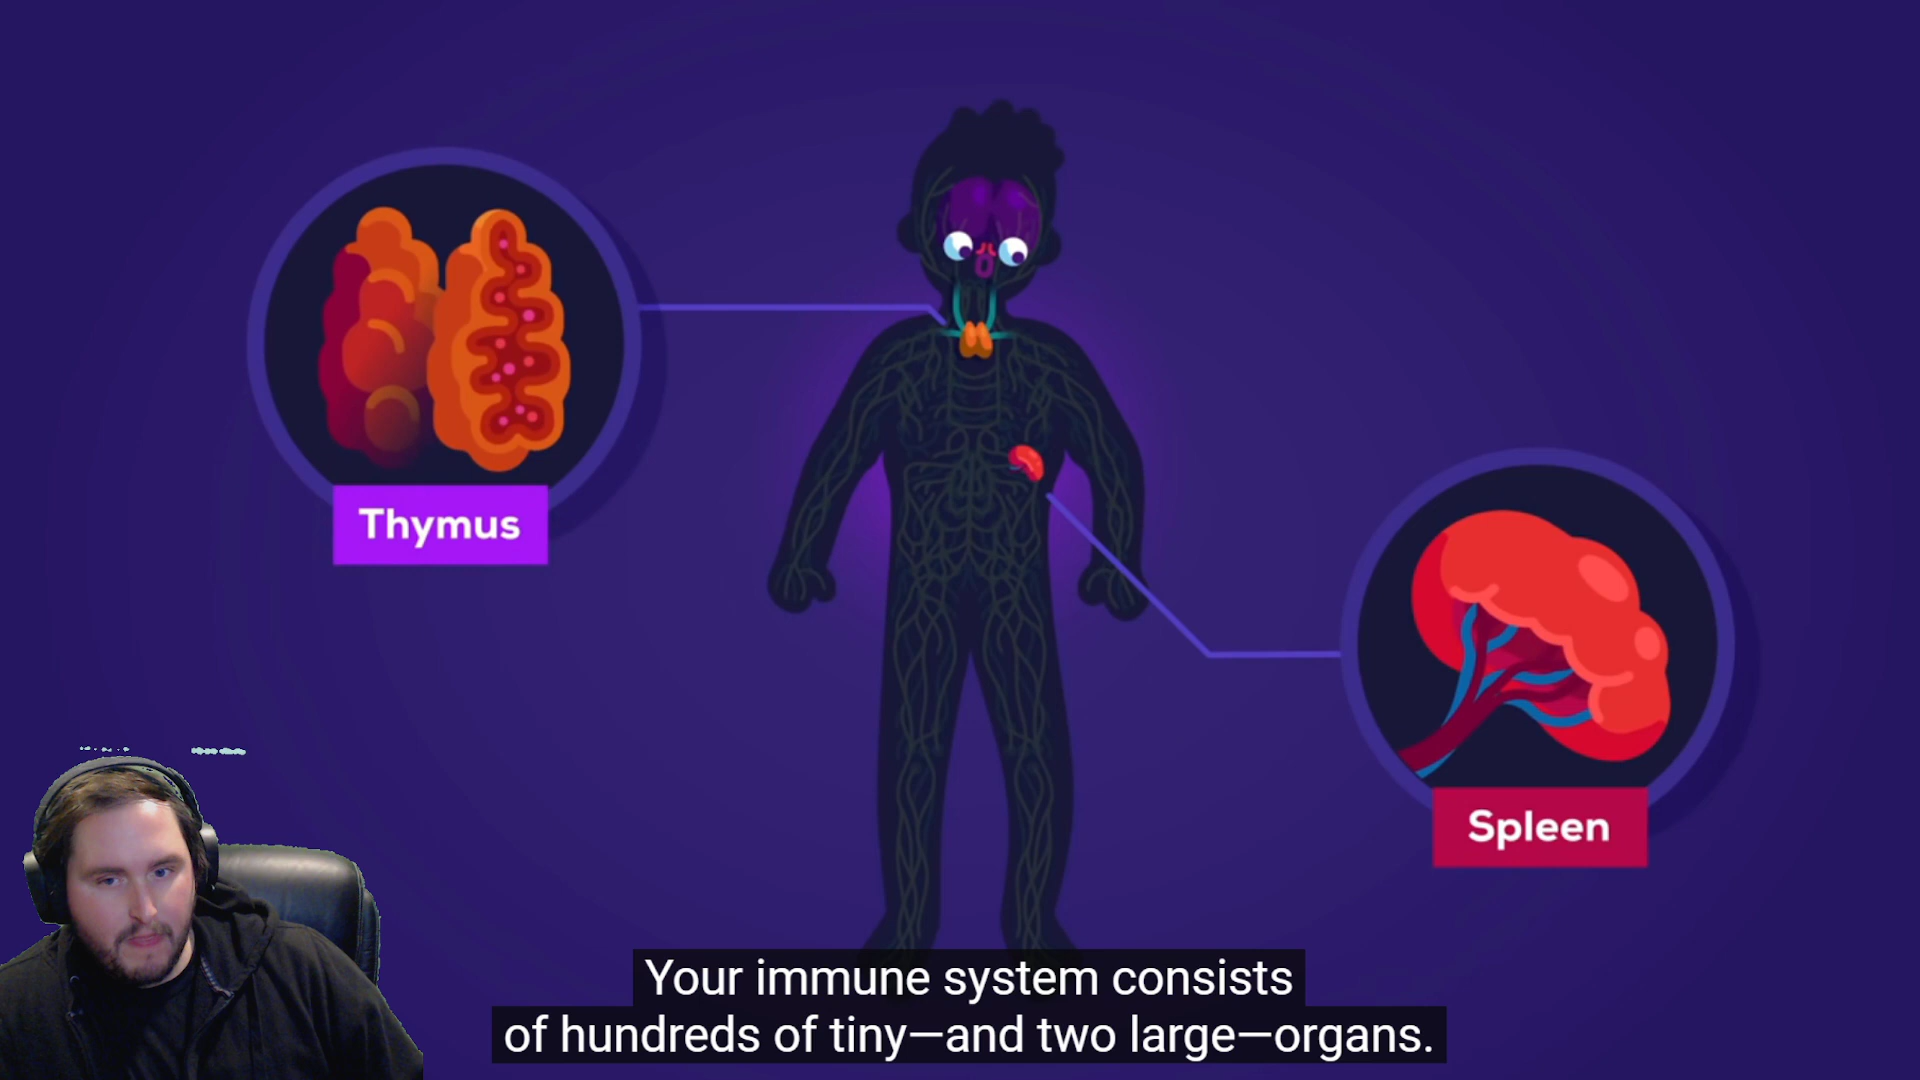 Thymus
Spleen
Your immune system consists
of hundreds of tiny—and two large—organs.